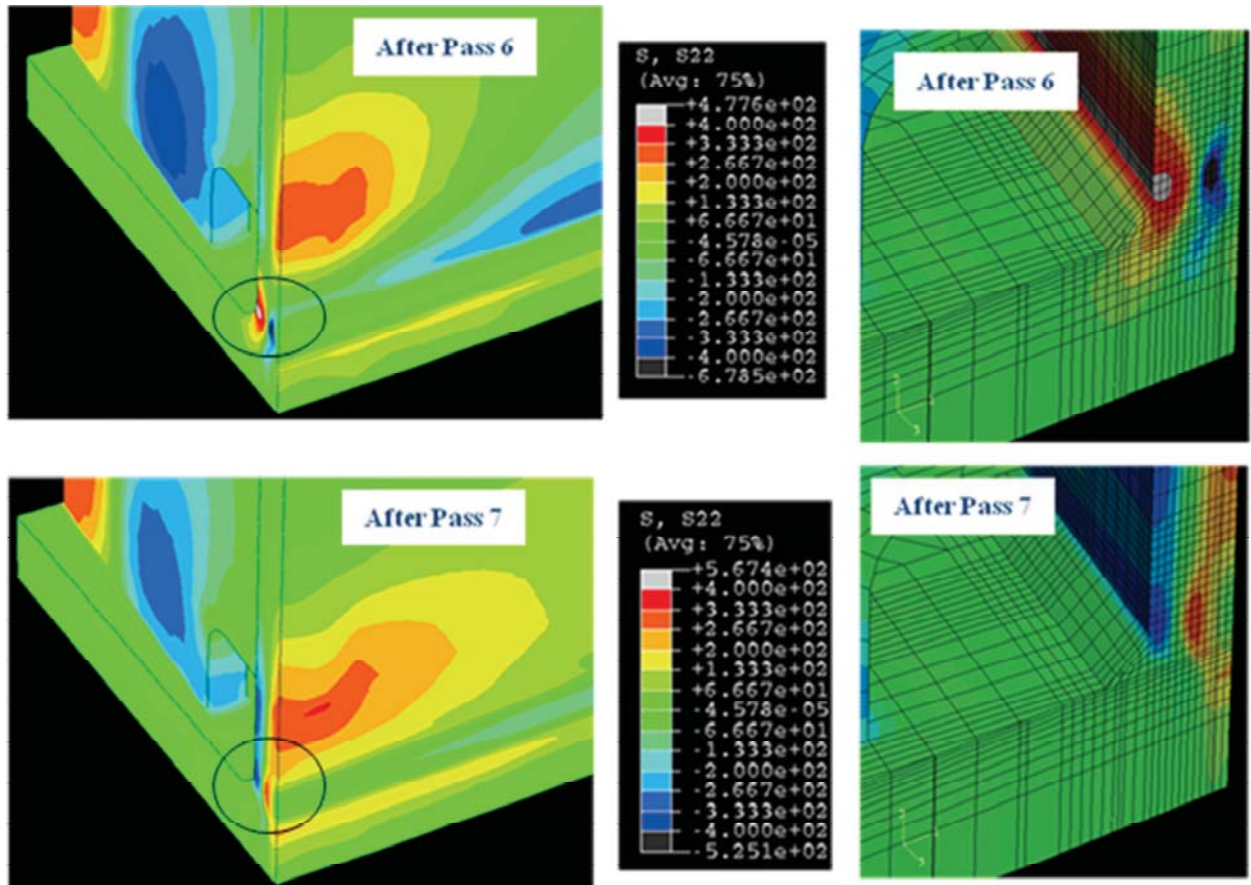 After Pass 6
S, S22
(Avg: 75%)
+4.776e+02
+4.000e+02
+3.333e+02
+2.667e+02
+2.000e+02
+1.333e+02
+6.667e+01
-4.578e-05
-6.667e+01
-1.333e+02
-2.000e+02
-2.667e+02
-3.333e+02
-4.000e+02
-6.785e+02
After Pass 6
After Pass 7
S, S22
(Avg: 75%)
+5.674e+02
+4.000e+02
+3.333e+02
+2.667e+02
+2.000e+02
+1.333e+02
+6.667e+01
-4.578e-05
-6.667e+01
-1.333e+02
-2.000e+02
-2.667e+02
-3.333e+02
-4.000e+02
-5.251e+02
After Pass 7